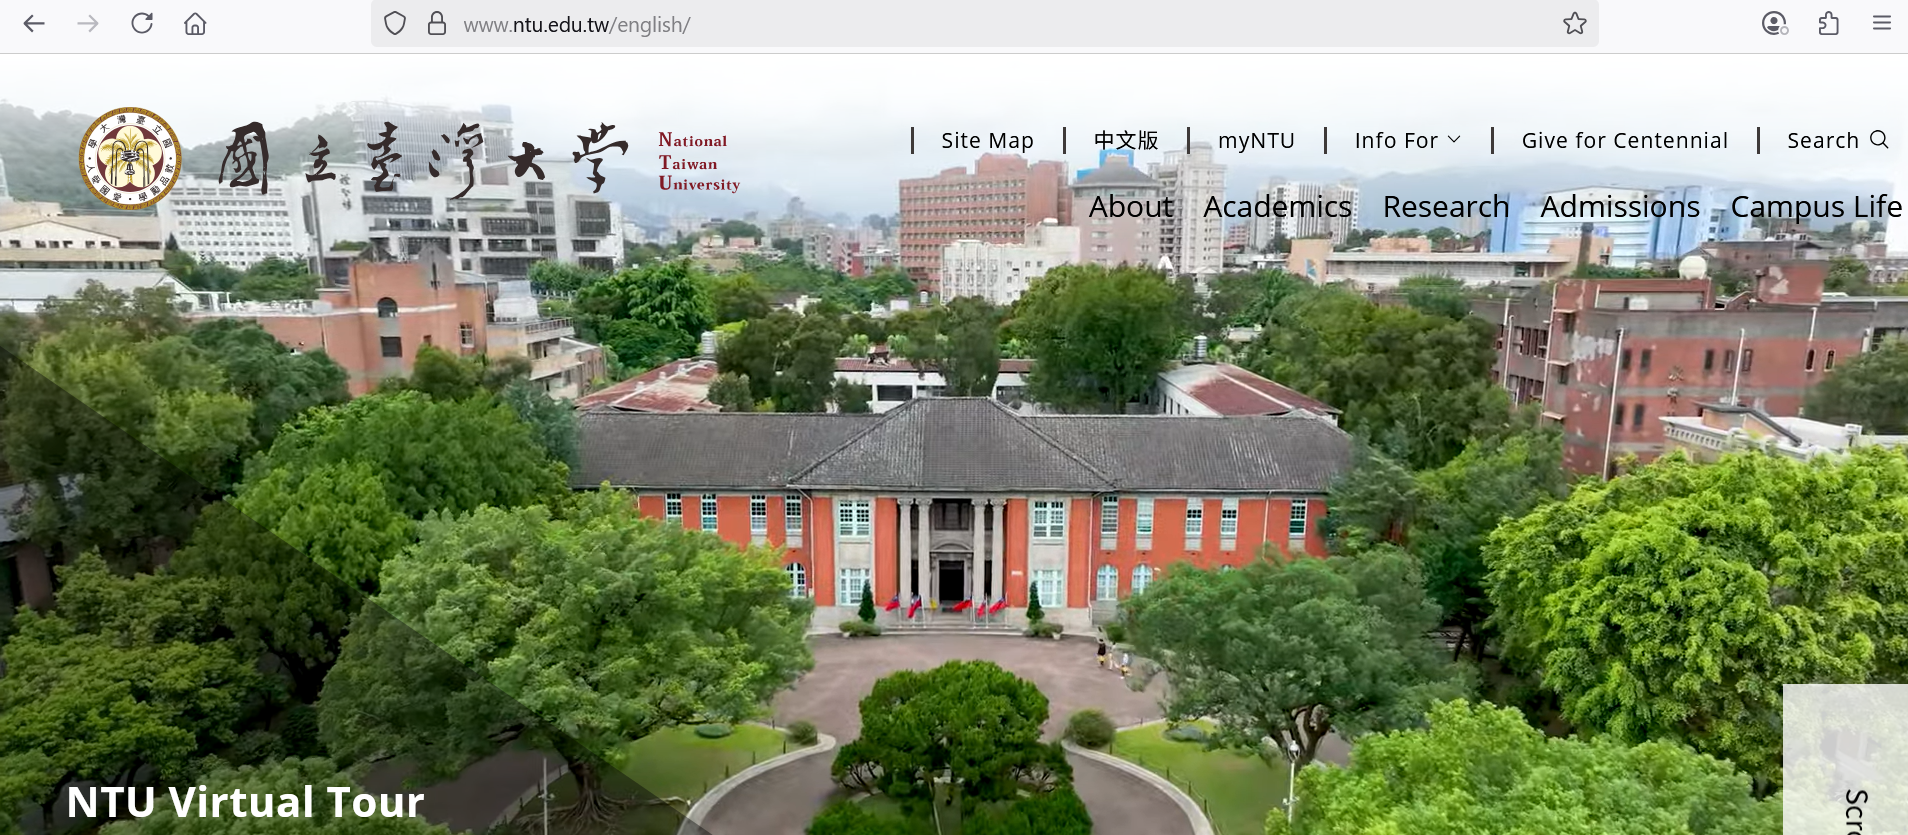 www.ntu.edu.tw/english/
國立臺灣大學
National
Taiwan
University
Site Map
中文版
myNTU
Info For
Give for Centennial
Search
About
Academics
Research
Admissions
Campus Life
NTU Virtual Tour